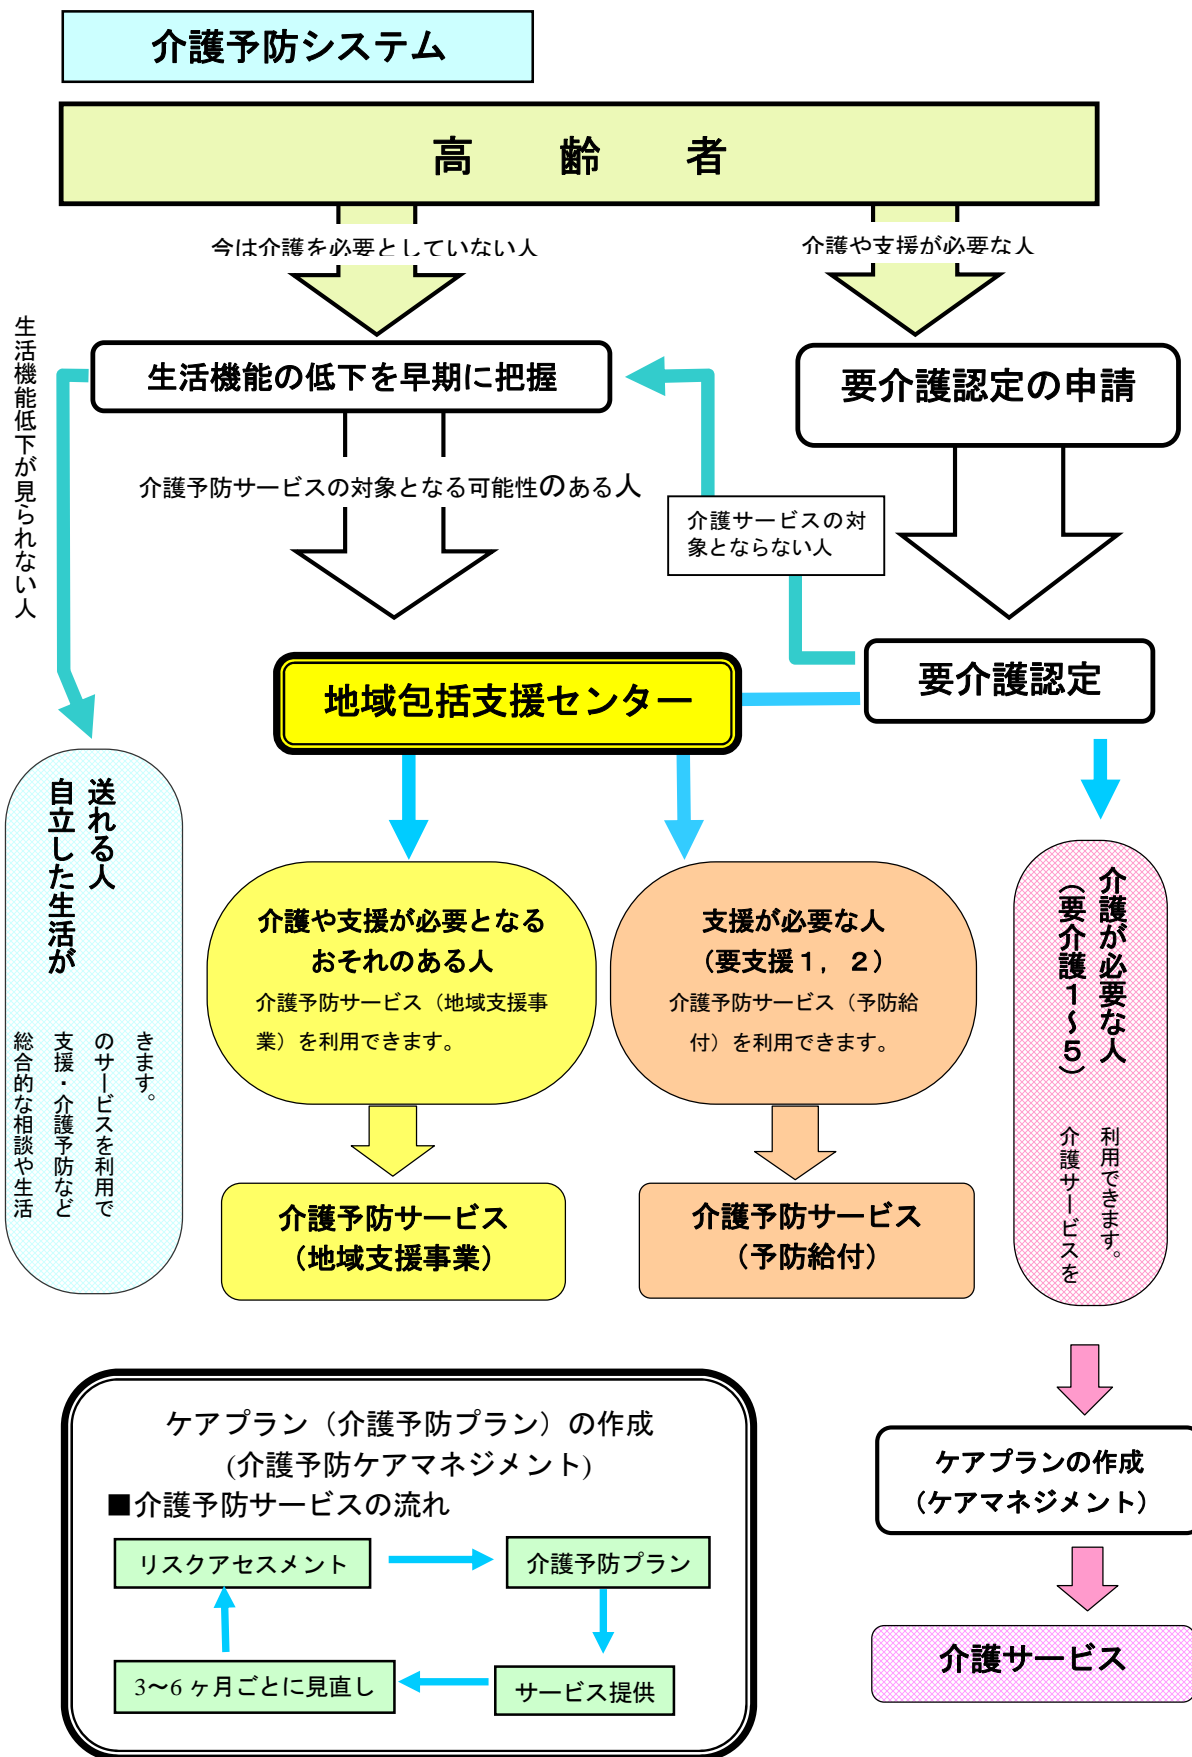 介護予防システム
高　齢　者
今は介護を必要としていない人
介護や支援が必要な人
生活機能の低下を早期に把握
要介護認定の申請
生活機能低下が見られない人
介護予防サービスの対象となる可能性のある人
介護サービスの対
象とならない人
地域包括支援センター
要介護認定
自立した生活が
送れる人
総合的な相談や生活
支援・介護予防など
のサービスを利用で
きます。
介護や支援が必要となる
おそれのある人
介護予防サービス（地域支援事
業）を利用できます。
支援が必要な人
（要支援１，２）
介護予防サービス（予防給
付）を利用できます。
介護が必要な人
（要介護１～５）
介護サービスを
利用できます。
介護予防サービス
（地域支援事業）
介護予防サービス
（予防給付）
ケアプラン（介護予防プラン）の作成
(介護予防ケアマネジメント)
■介護予防サービスの流れ
リスクアセスメント
介護予防プラン
3～6ヶ月ごとに見直し
サービス提供
ケアプランの作成
（ケアマネジメント）
介護サービス